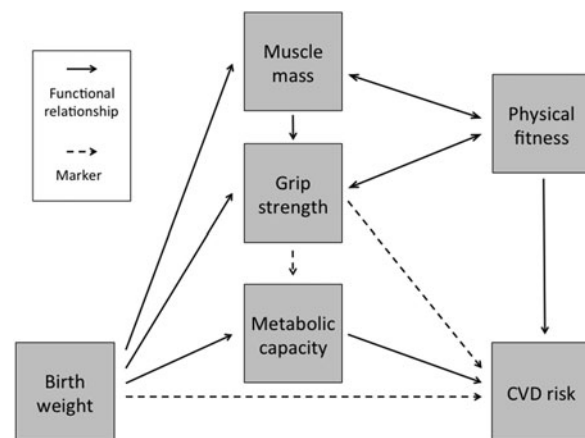 Functional
relationship
Marker
Muscle
mass
Grip
strength
Metabolic
capacity
Physical
fitness
Birth
weight
CVD risk